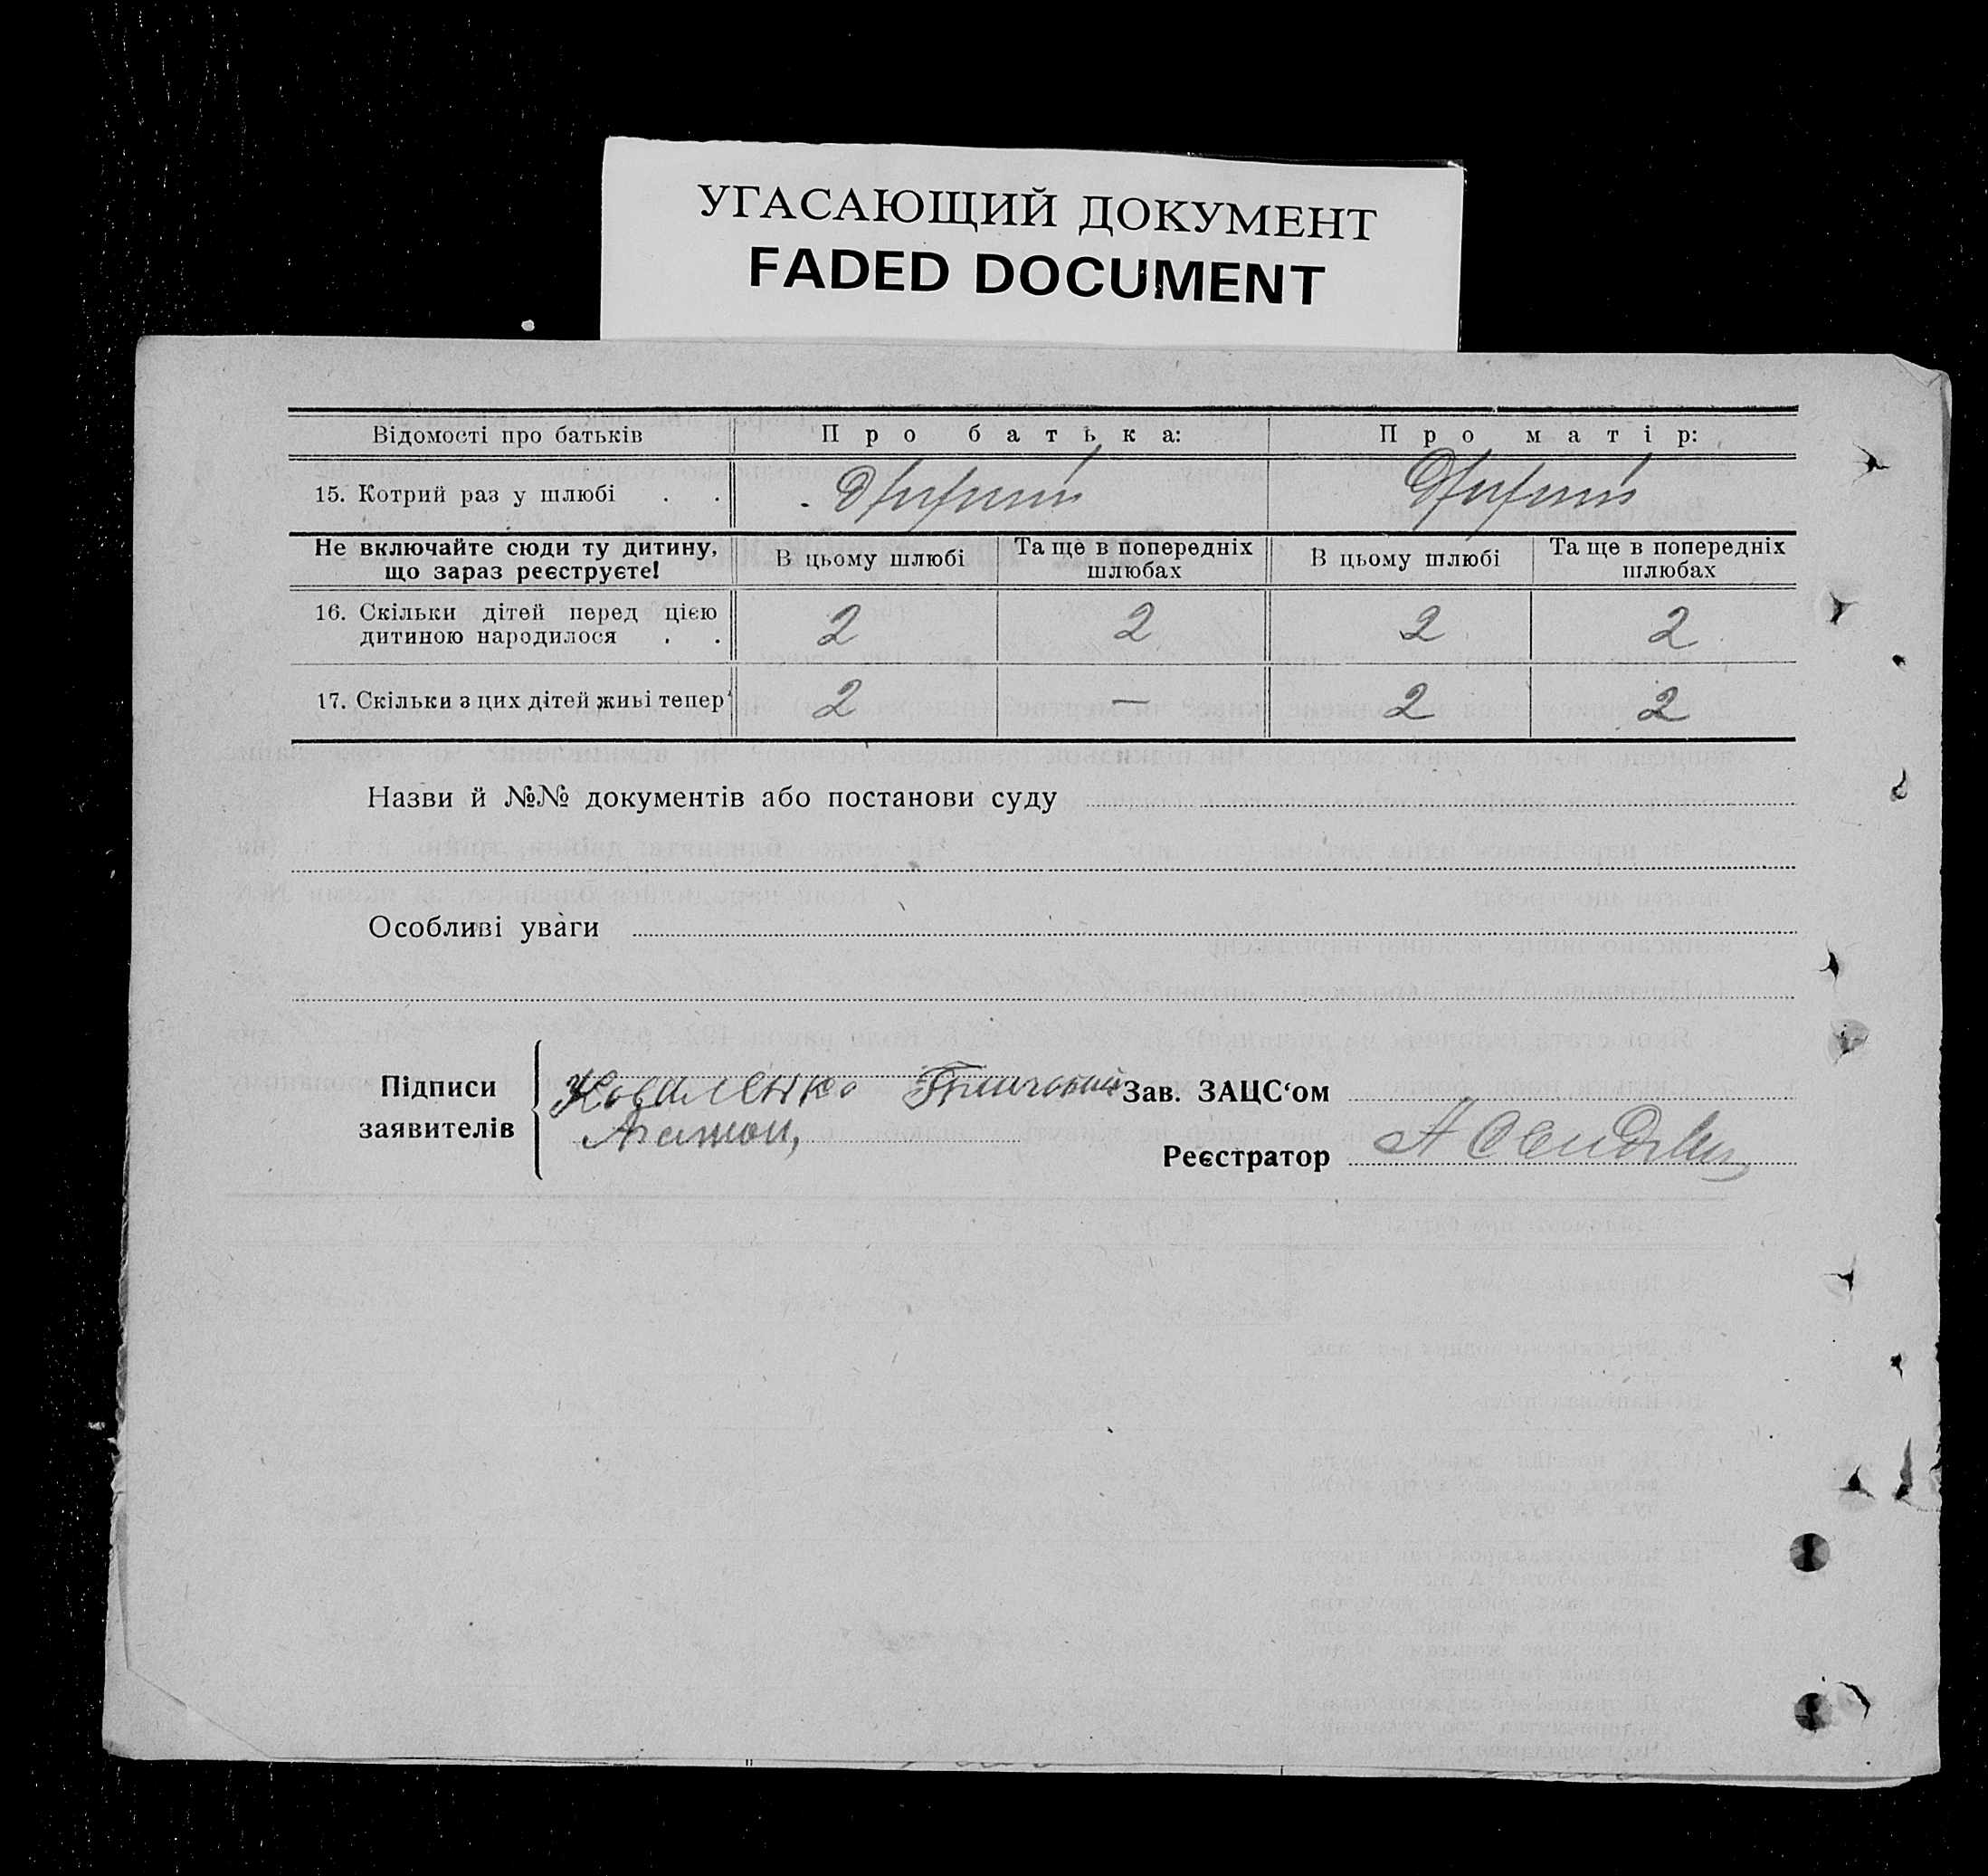 УГАСАЮЩИЙ ДОКУМЕНТ
FADED DOCUMENT
Відомості про батьків Про батька: Про матір:
15. Котрий раз у шлюбі . . Другий Другий
Не включайте сюди ту дитину, що зараз реєструєте! В цьому шлюбі Та ще в попередніх шлюбах В цьому шлюбі Та ще в попередніх шлюбах
16. Скільки дітей перед цією
дитиною народилося . . 2 2 2 2
17. Скільки з цих дітей живі тепер 2 — 2 2
Назви й №№ документів або постанови суду
Особливі уваги
Підписи
заявителів
Коваленко
Зав. ЗАЦС‘ом
Реєстратор